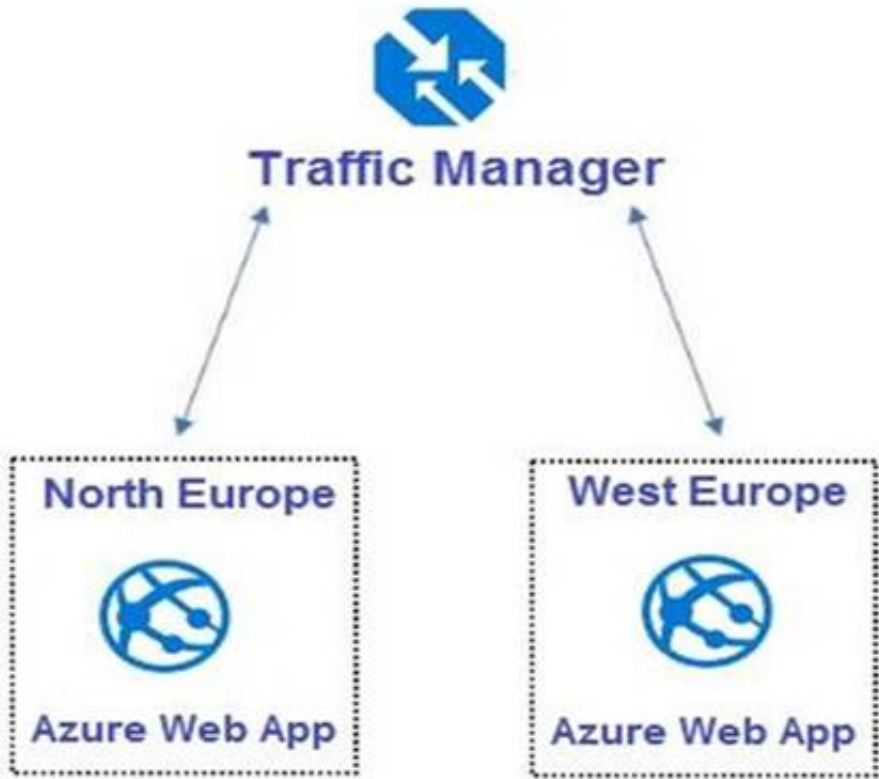 Traffic Manager
North Europe
Azure Web App
West Europe
Azure Web App